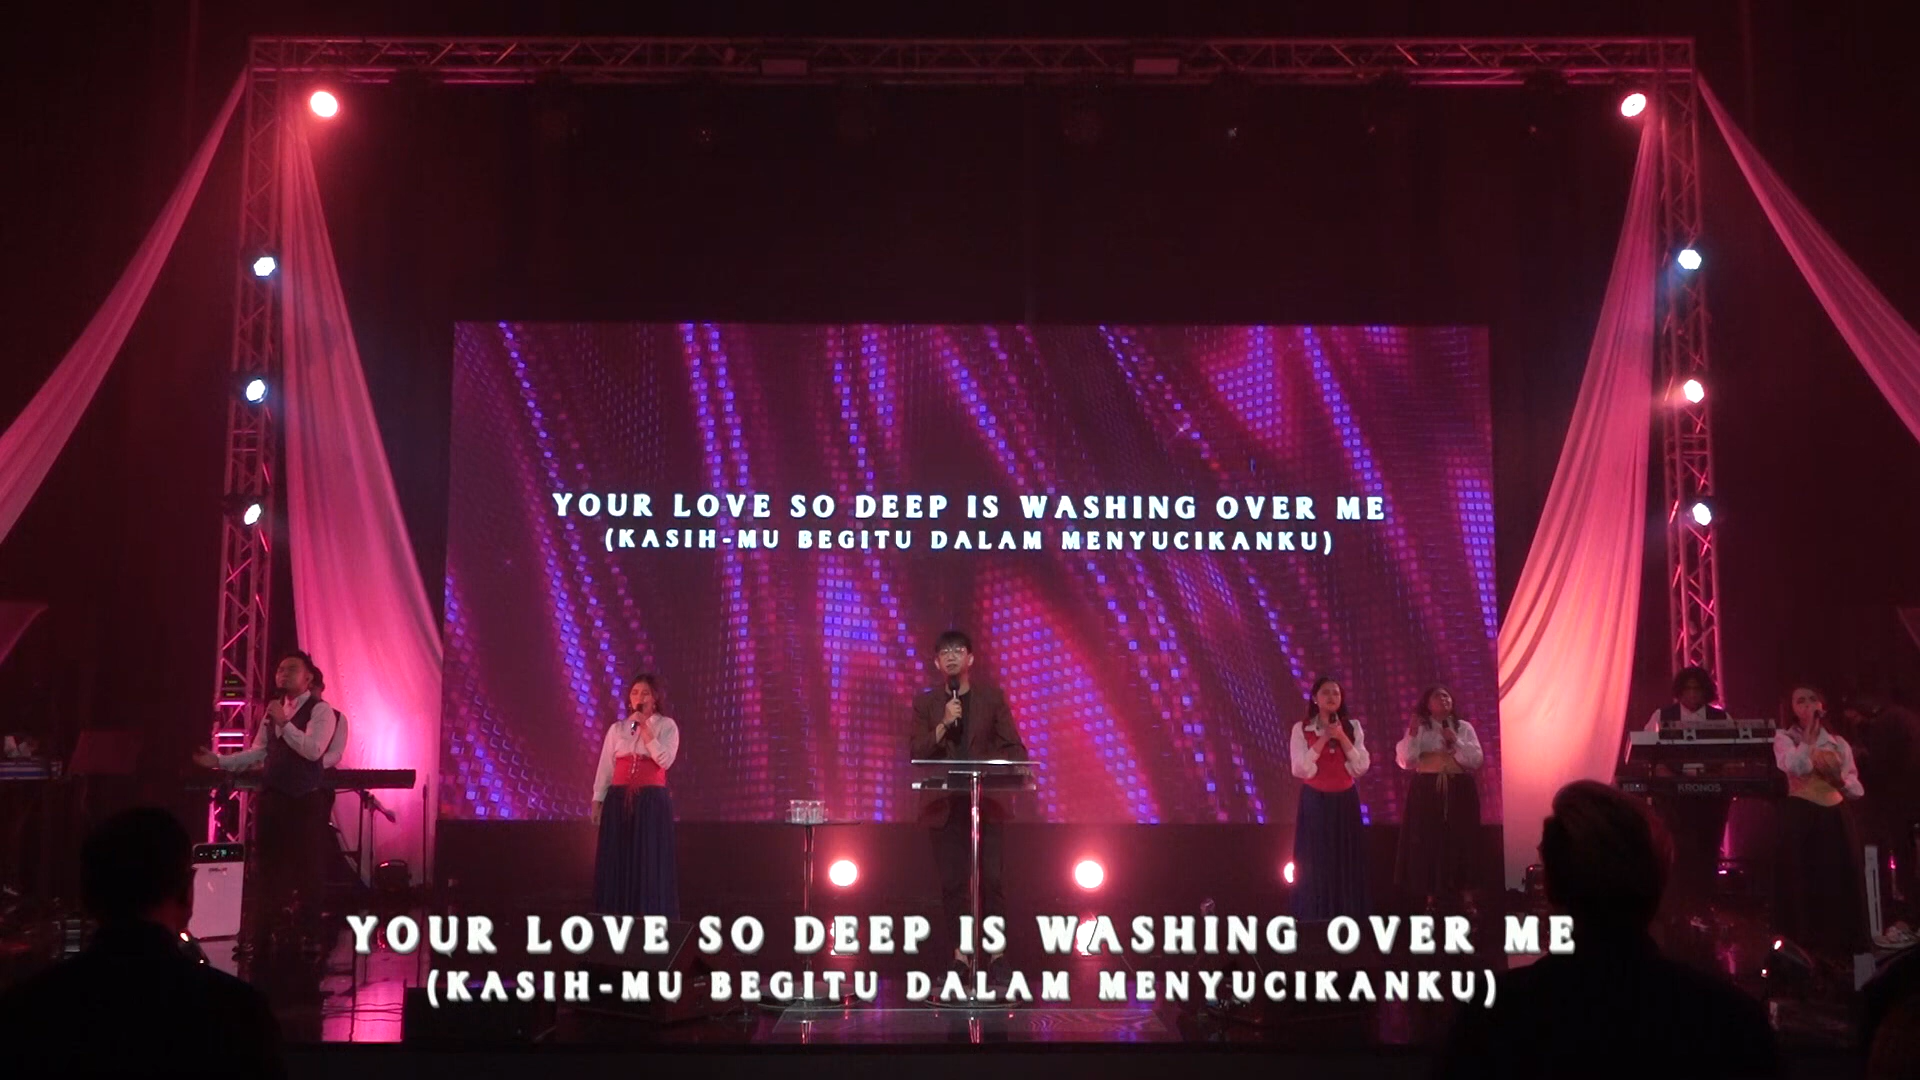 YOUR LOVE SO DEEP IS WASHING OVER ME
(KASIH-MU BEGITU DALAM MENYUCIKANKU)
KRONOS
YOUR LOVE SO DEEP IS WASHING OVER ME
(KASIH-MU BEGITU DALAM MENYUCIKANKU)